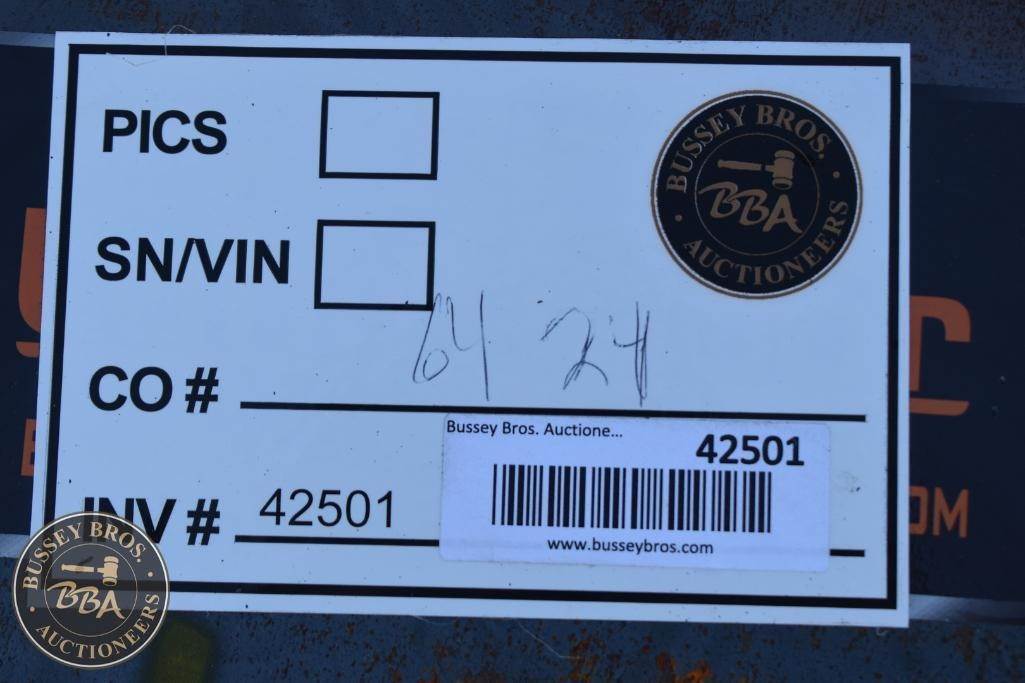 PICS
BUSSEY BROS.
BBA
AUCTIONEERS
SN/VIN
CO # 64 24
Bussey Bros. Auctione...
42501
INV # 42501
www.busseybros.com
BUSSEY BROS.
BBA
AUCTIONEERS